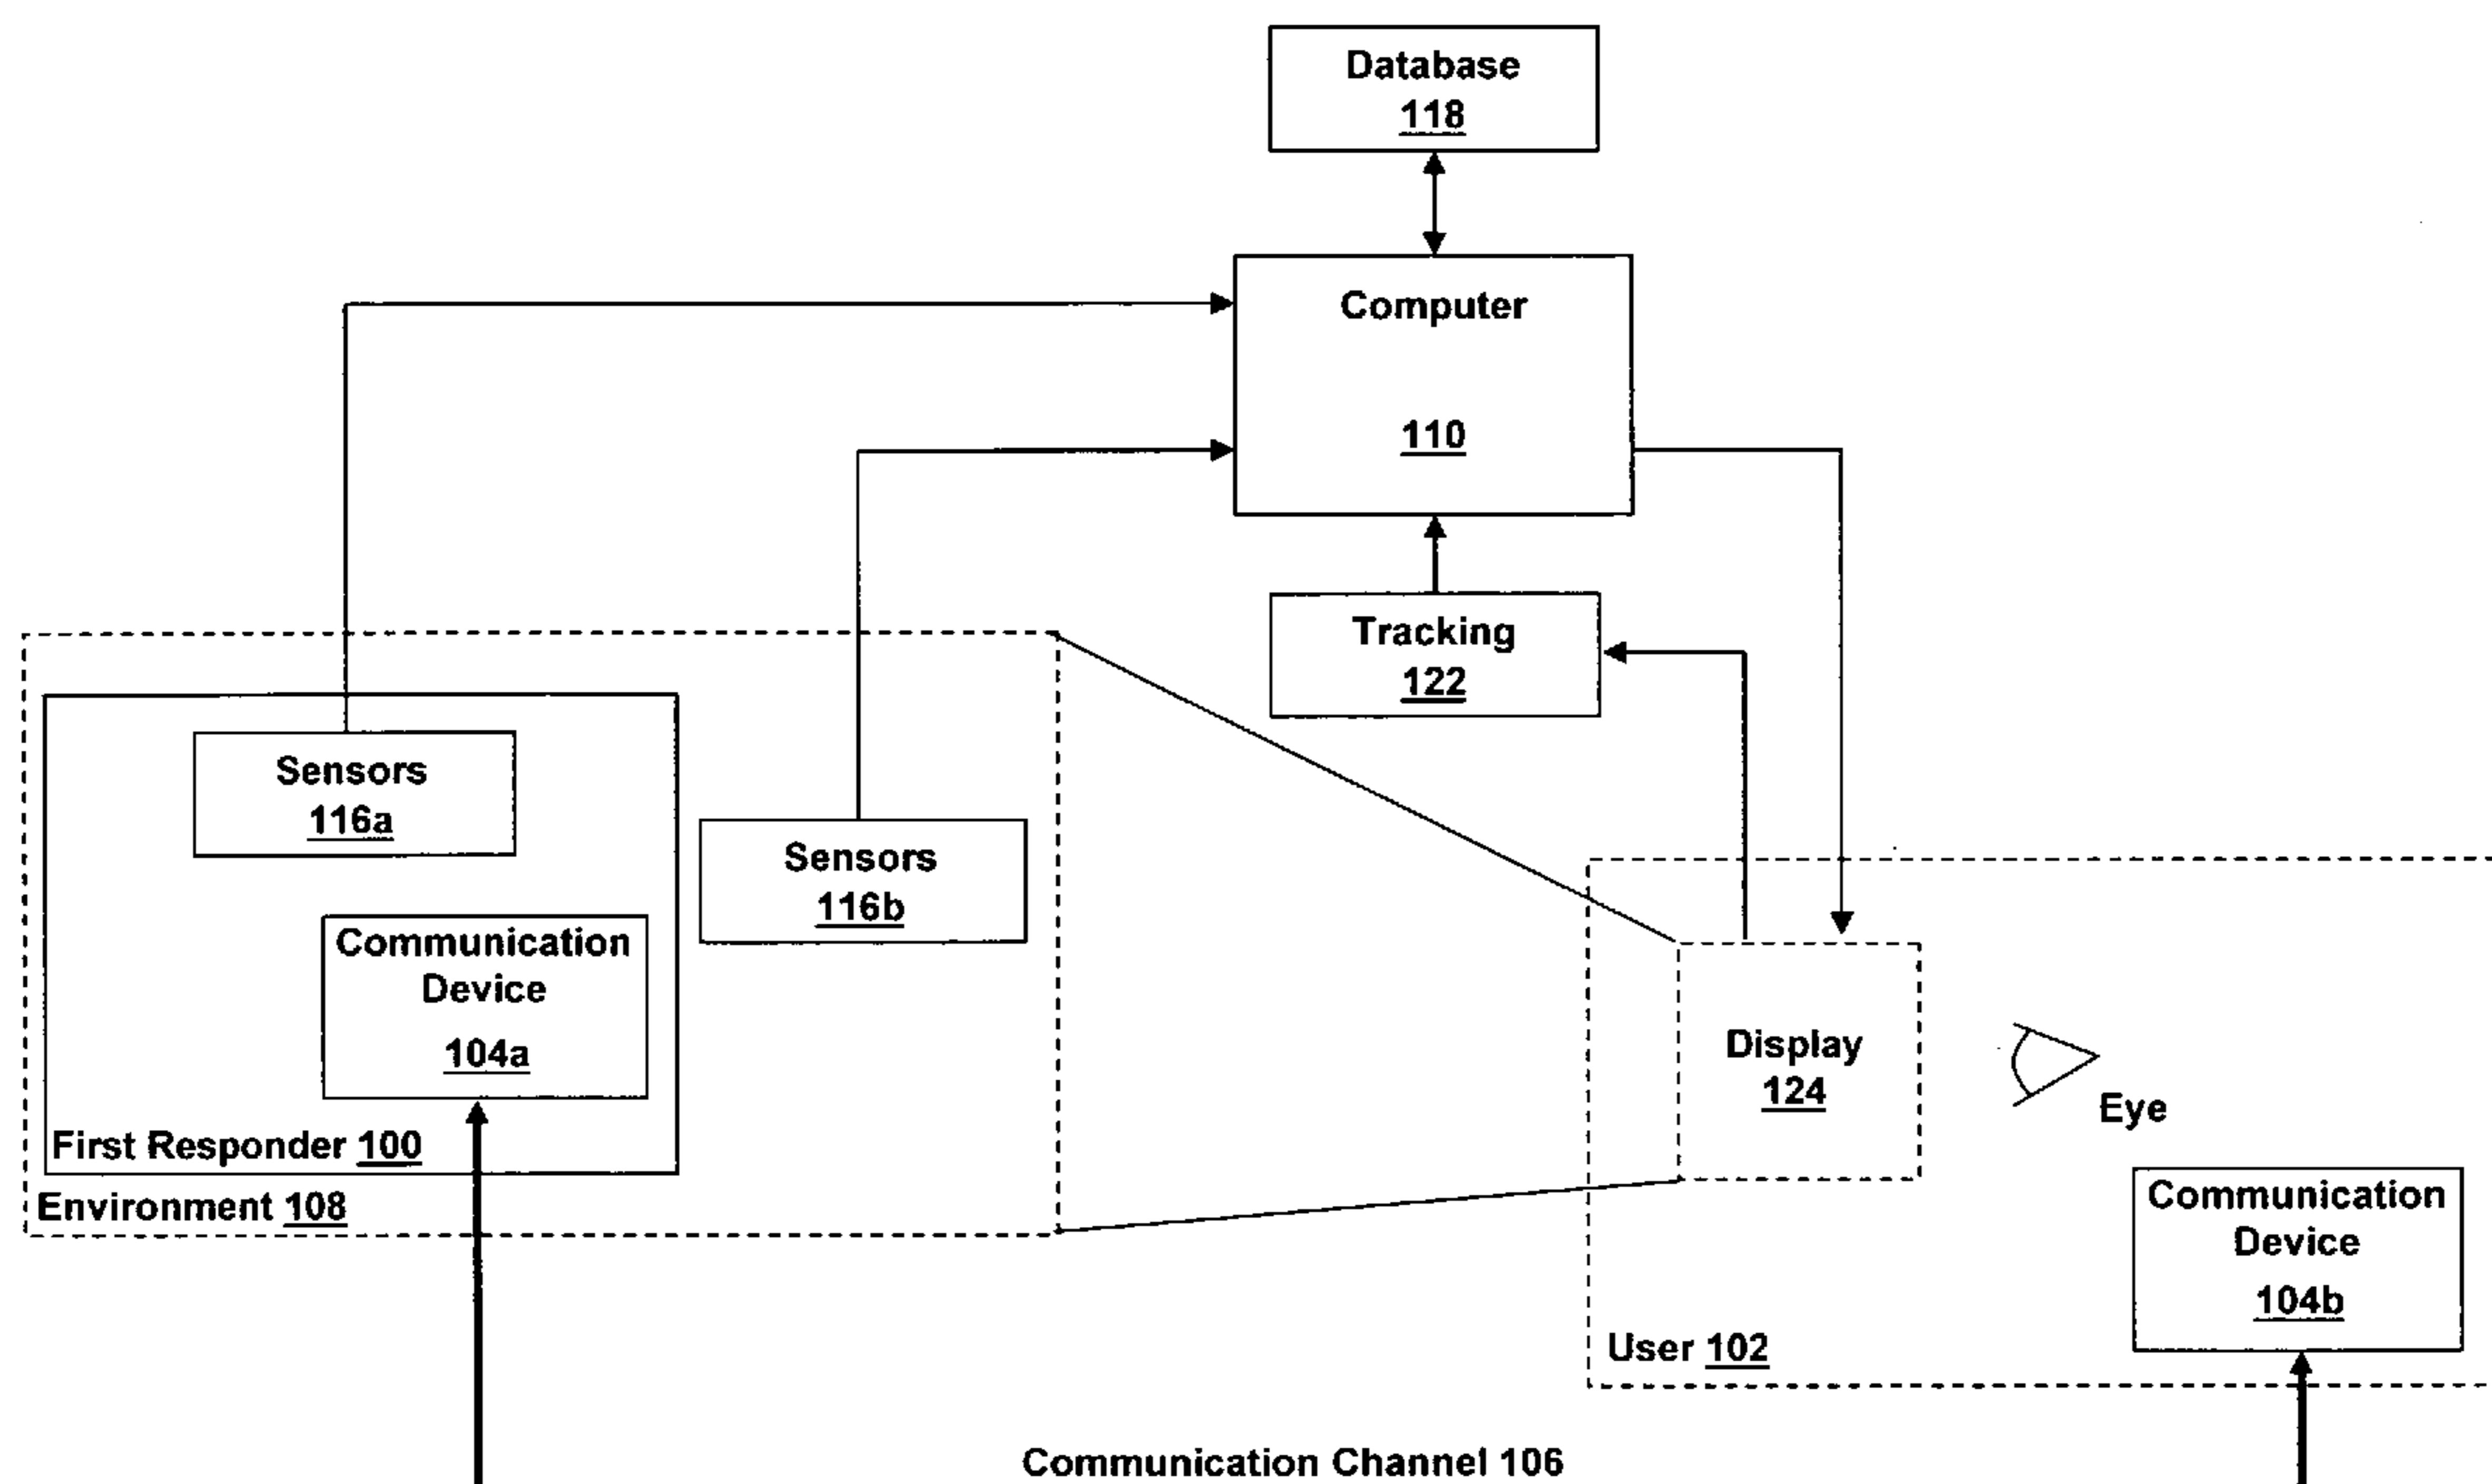 Database
118
Computer
110
Tracking
122
Sensors
116a
Sensors
116b
Communication
Device
104a
First Responder 100
Environment 108
Display
124
Eye
Communication
Device
104b
User 102
Communication Channel 106